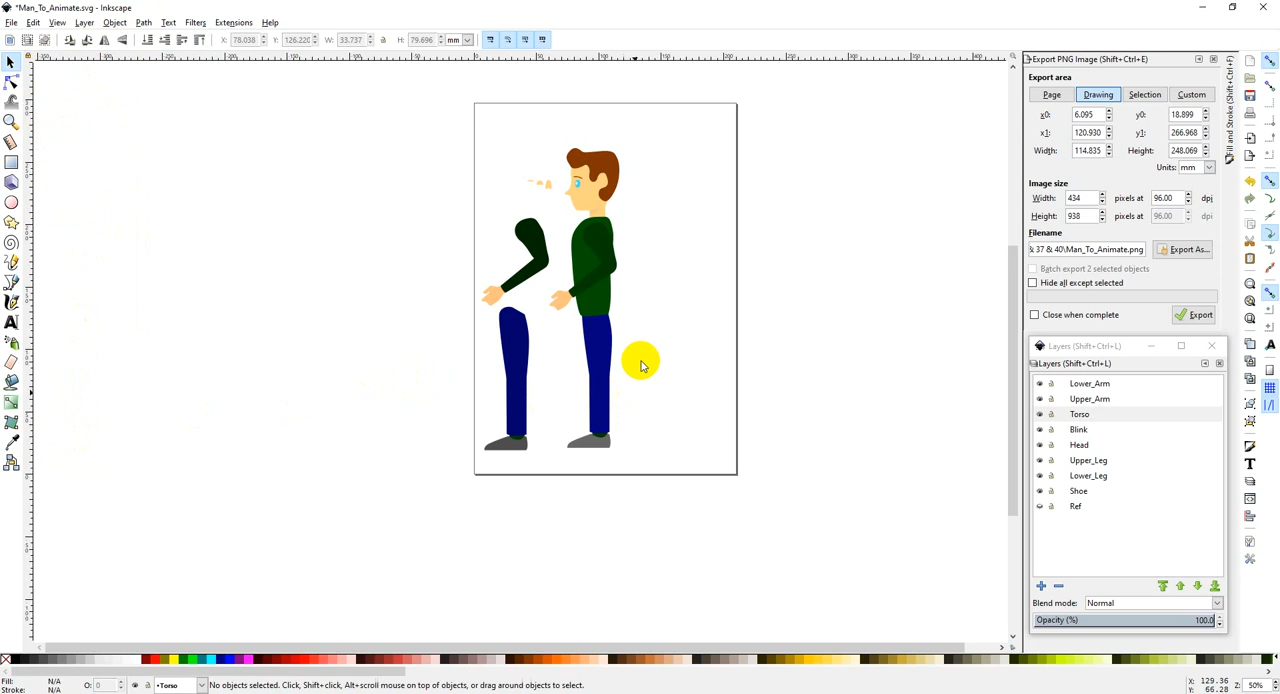 *Man_To_Animate.svg - Inkscape
File Edit View Layer Object Path Text Filters Extensions Help
X: 78.038 Y: 126.220 W: 33.737 H: 79.696 mm
Export PNG Image (Shift+Ctrl+E)
Export area
Page Drawing Selection Custom
x0: 6.095 y0: 18.899
x1: 120.930 y1: 266.968
Width: 114.835 Height: 248.069
Units: mm
Image size
Width: 434 pixels at 96.00 dpi
Height: 938 pixels at 96.00 dpi
Filename
& 37 & 40\Man_To_Animate.png Export As...
Batch export 2 selected objects
Hide all except selected
Close when complete Export
Fill and Stroke (Shift+Ctrl+F)
Layers (Shift+Ctrl+L)
Layers (Shift+Ctrl+L)
Lower_Arm
Upper_Arm
Torso
Blink
Head
Upper_Leg
Lower_Leg
Shoe
Ref
Blend mode: Normal
Opacity (%) 100.0
Fill: N/A
Stroke: N/A
O: 0
•Torso
No objects selected. Click, Shift+click, Alt+scroll mouse on top of objects, or drag around objects to select.
X: 129.36
Y: 66.28
Z: 50%